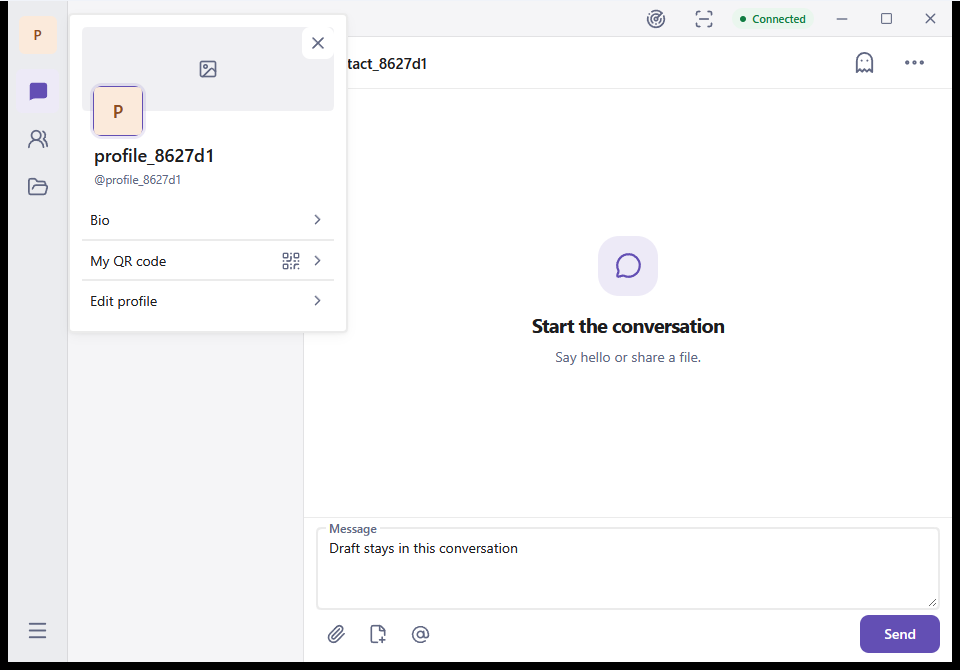 P
Connected
tact_8627d1
P
profile_8627d1
@profile_8627d1
Bio
My QR code
Edit profile
Start the conversation
Say hello or share a file.
Message
Draft stays in this conversation
Send